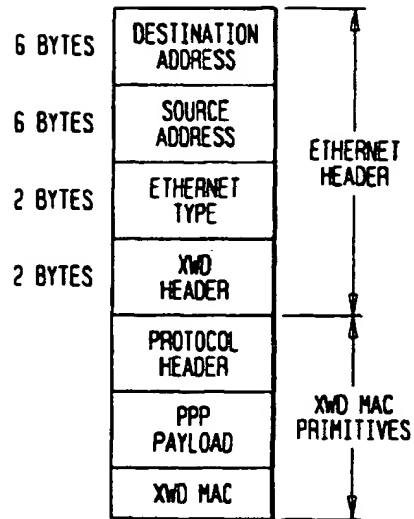 6 BYTES
DESTINATION
ADDRESS
6 BYTES
SOURCE
ADDRESS
2 BYTES
ETHERNET
TYPE
2 BYTES
XWD
HEADER
ETHERNET
HEADER
PROTOCOL
HEADER
PPP
PAYLOAD
XWD MAC
XWD MAC
PRIMITIVES